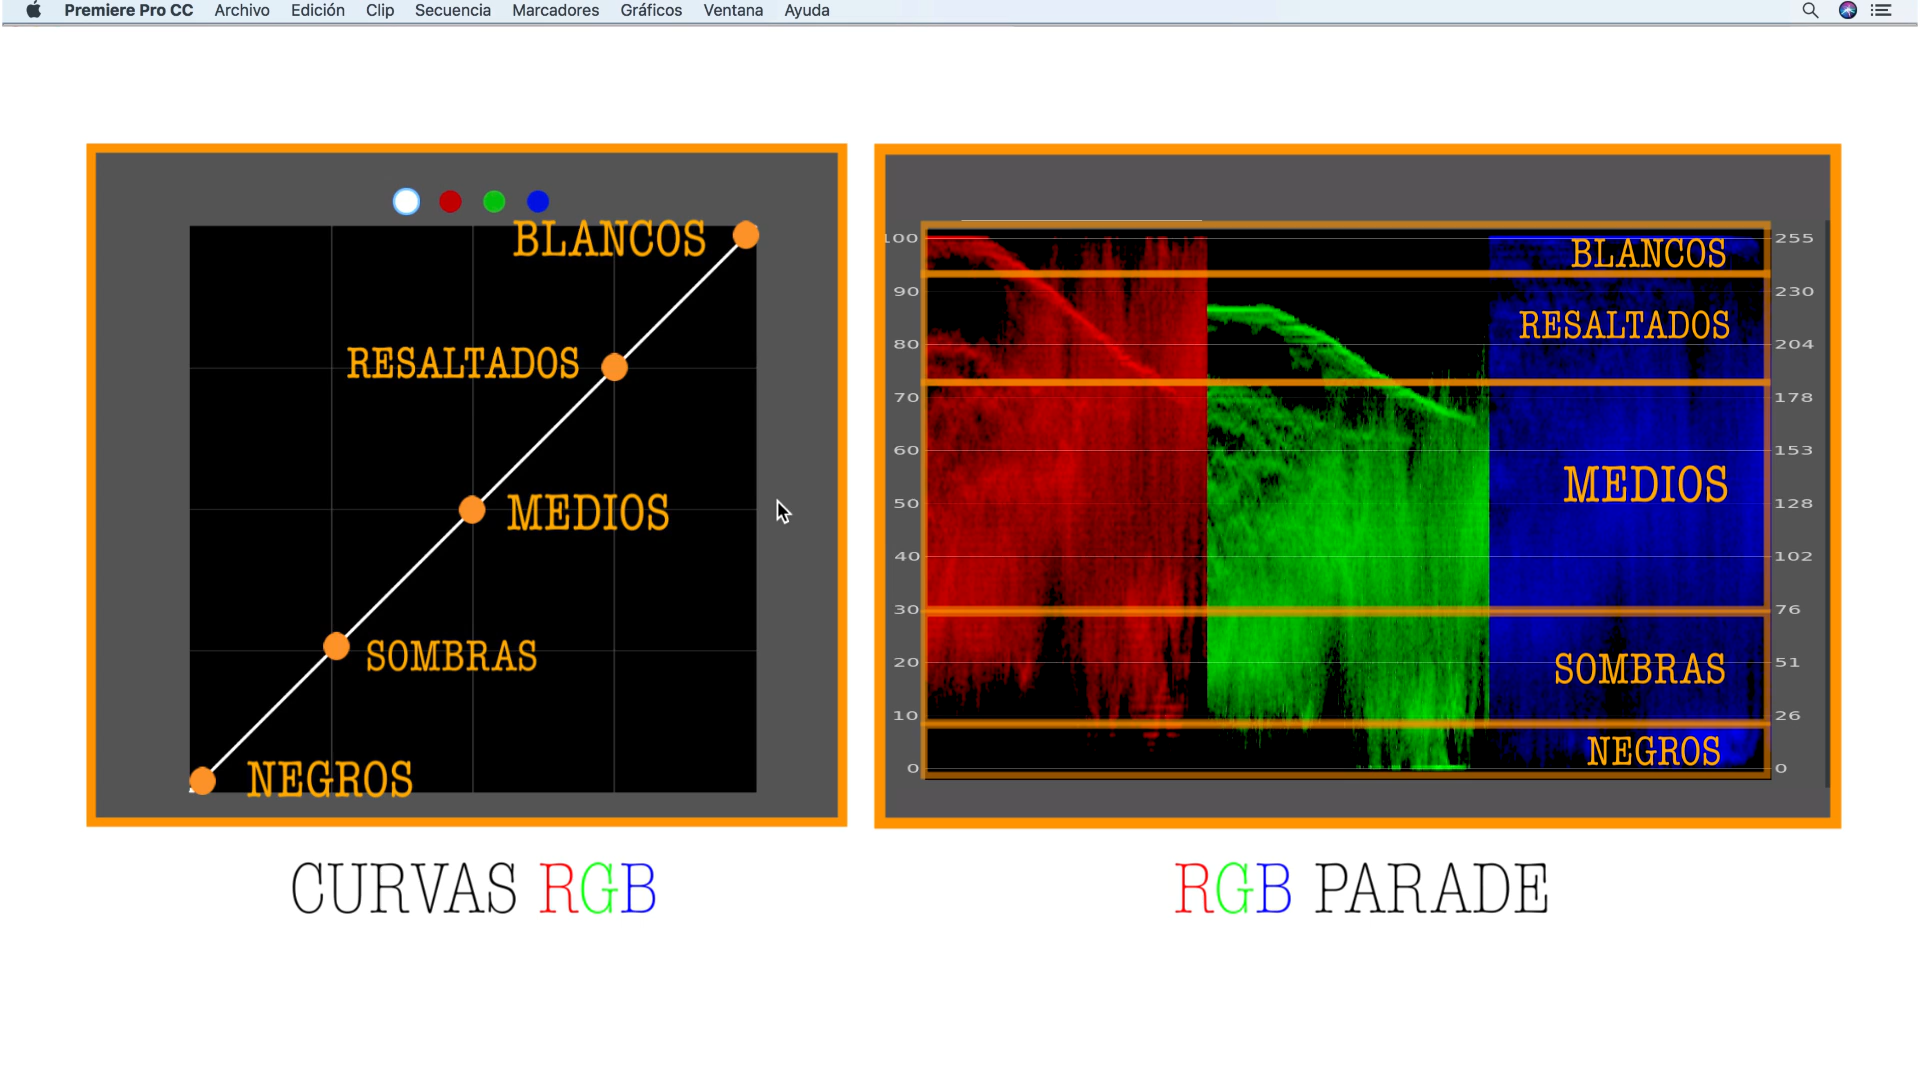 Premiere Pro CC Archivo Edición Clip Secuencia Marcadores Gráficos Ventana Ayuda
BLANCOS
RESALTADOS
MEDIOS
SOMBRAS
NEGROS
CURVAS RGB
100 255
BLANCOS
90 230
RESALTADOS
80 204
70 178
60 153
MEDIOS
50 128
40 102
30 76
20 51
SOMBRAS
10 26
NEGROS
0 0
RGB PARADE